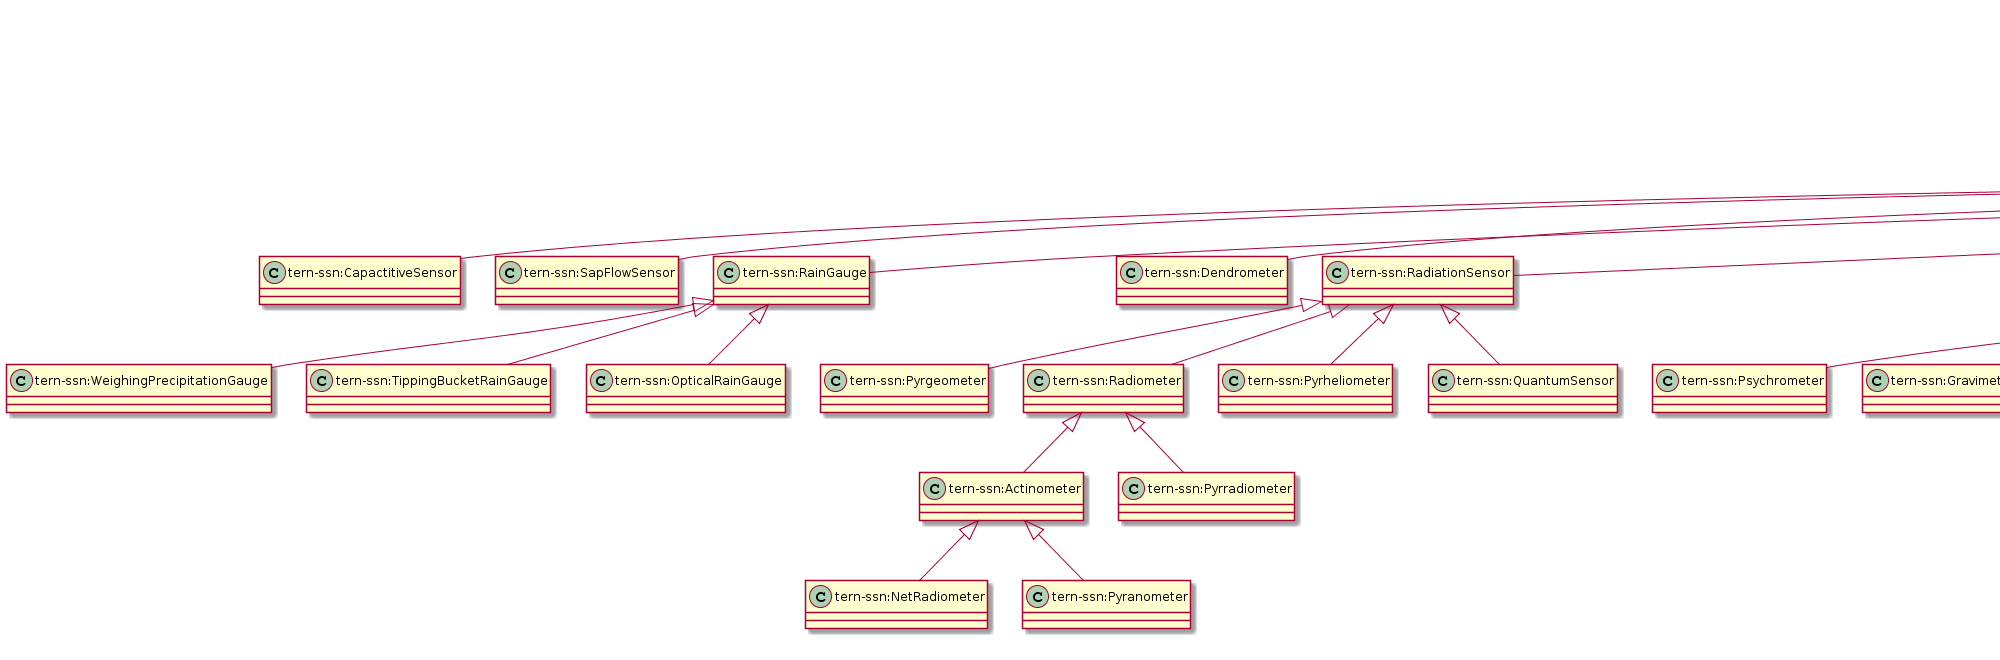 C tern-ssn:CapactitiveSensor
C tern-ssn:SapFlowSensor
C tern-ssn:RainGauge
C tern-ssn:Dendrometer
C tern-ssn:RadiationSensor
C tern-ssn:WeighingPrecipitationGauge
C tern-ssn:TippingBucketRainGauge
C tern-ssn:OpticalRainGauge
C tern-ssn:Pyrgeometer
C tern-ssn:Radiometer
C tern-ssn:Pyrheliometer
C tern-ssn:QuantumSensor
C tern-ssn:Psychrometer
C tern-ssn:Gravimet
C tern-ssn:Actinometer
C tern-ssn:Pyrradiometer
C tern-ssn:NetRadiometer
C tern-ssn:Pyranometer